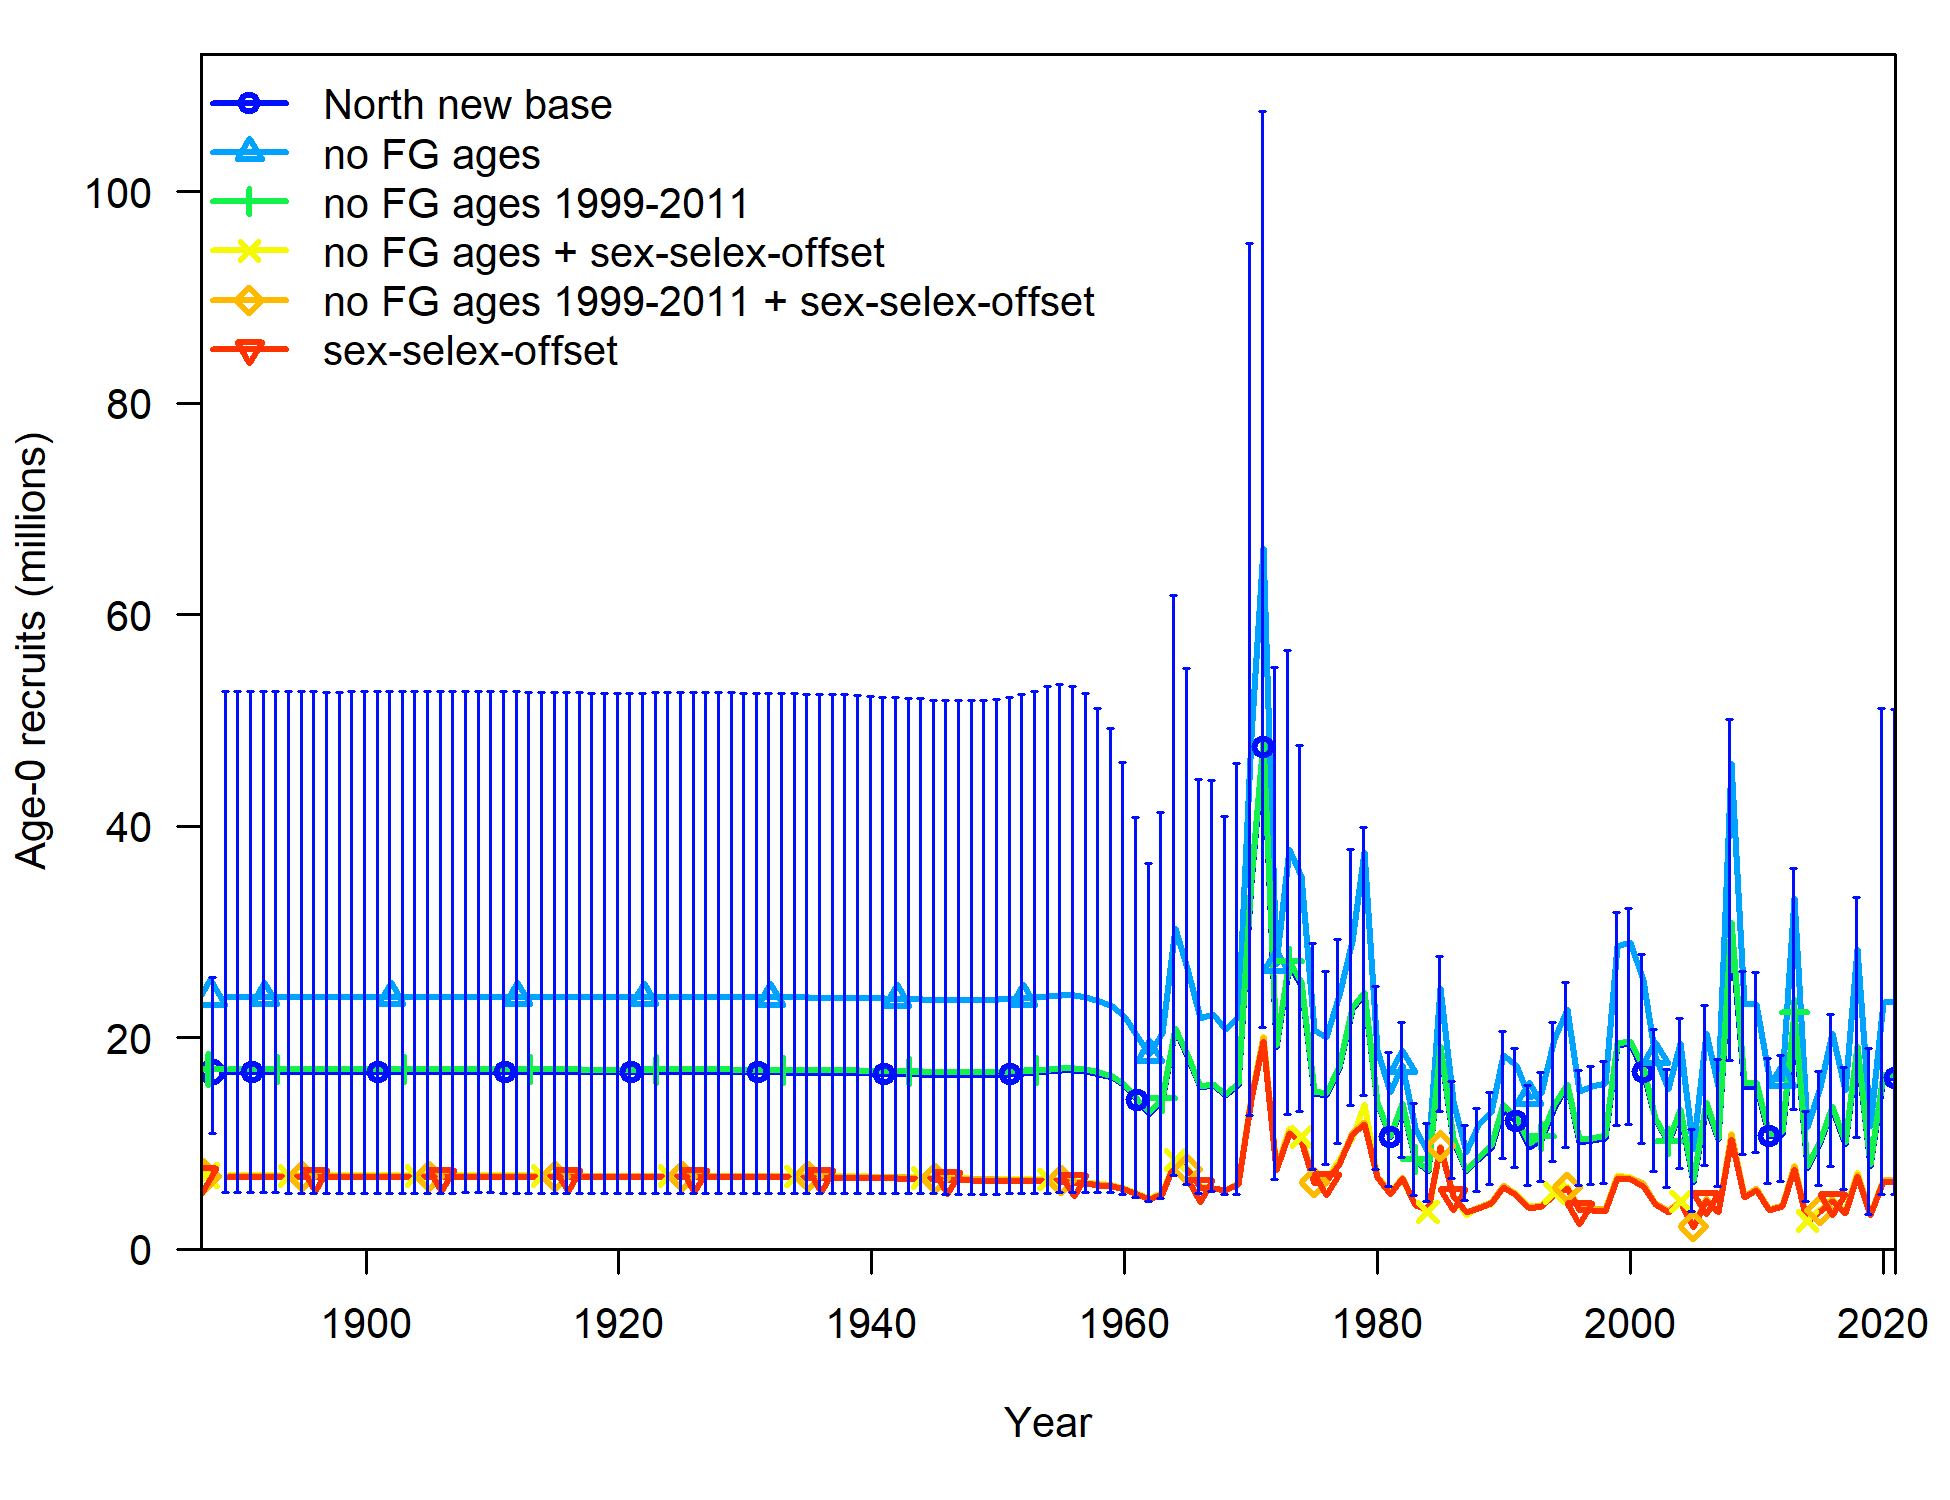 North new base
no FG ages
no FG ages 1999-2011
no FG ages + sex-selex-offset
no FG ages 1999-2011 + sex-selex-offset
sex-selex-offset
Age-0 recruits (millions)
100
80
60
40
20
0
1900 1920 1940 1960 1980 2000 2020
Year